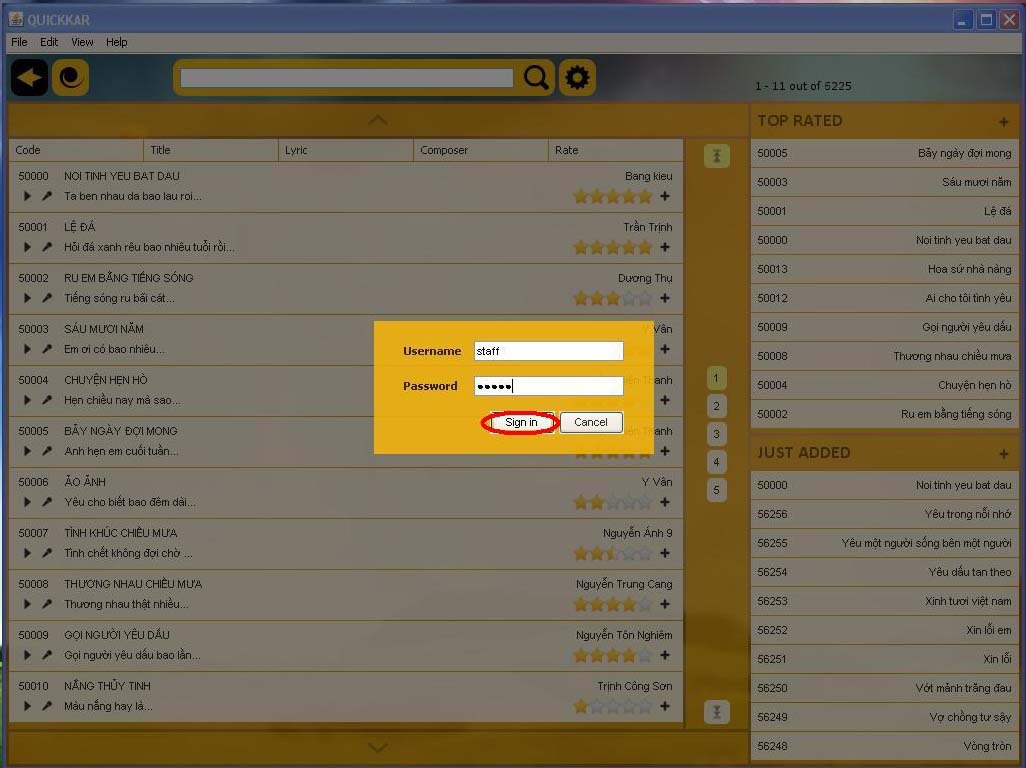 QUICKKAR
File Edit View Help
1 - 11 out of 6225
Code Title Lyric Composer Rate
50000 NOI TINH YEU BAT DAU Bang kieu
Ta ben nhau da bao lau roi...
50001 LỆ ĐÁ Trần Trịnh
Hỏi đá xanh rêu bao nhiêu tuổi rồi...
50002 RU EM BẰNG TIẾNG SÓNG Dương Thụ
Tiếng sóng ru bãi cát...
50003 SÁU MƯƠI NĂM Y Vân
Em ơi có bao nhiêu...
50004 CHUYỆN HẸN HÒ Thanh
Hẹn chiều nay mà sao...
50005 BẢY NGÀY ĐỢI MONG
Anh hẹn em cuối tuần...
50006 ẢO ẢNH Y Vân
Yêu cho biết bao đêm dài...
50007 TÌNH KHÚC CHIỀU MƯA Nguyễn Ánh 9
Tình chết không đợi chờ ...
50008 THƯƠNG NHAU CHIỀU MƯA Nguyễn Trung Cang
Thương nhau thật nhiều...
50009 GỌI NGƯỜI YÊU DẤU Nguyễn Tôn Nghiêm
Gọi người yêu dấu bao lần...
50010 NẮNG THỦY TINH Trịnh Công Sơn
Màu nắng hay là...
Username staff
Password •••••
Sign in Cancel
1
2
3
4
5
TOP RATED +
50005 Bảy ngày đợi mong
50003 Sáu mươi năm
50001 Lệ đá
50000 Noi tinh yeu bat dau
50013 Hoa sứ nhà nàng
50012 Ai cho tôi tình yêu
50009 Gọi người yêu dấu
50008 Thương nhau chiều mưa
50004 Chuyện hẹn hò
50002 Ru em bằng tiếng sóng
JUST ADDED +
50000 Noi tinh yeu bat dau
56256 Yêu trong nỗi nhớ
56255 Yêu một người sống bên một người
56254 Yêu dấu tan theo
56253 Xinh tươi việt nam
56252 Xin lỗi em
56251 Xin lỗi
56250 Vớt mảnh trăng đau
56249 Vợ chồng tư sậy
56248 Vòng tròn